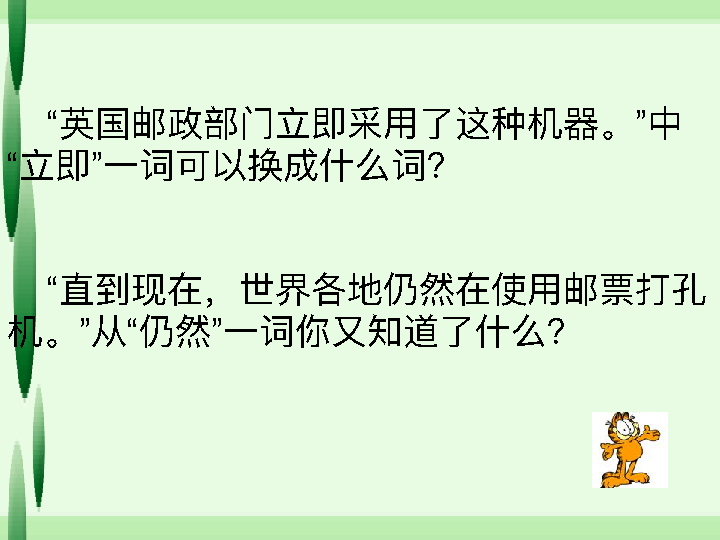 “英国邮政部门立即采用了这种机器。”中
“立即”一词可以换成什么词？
“直到现在，世界各地仍然在使用邮票打孔
机。”从“仍然”一词你又知道了什么？